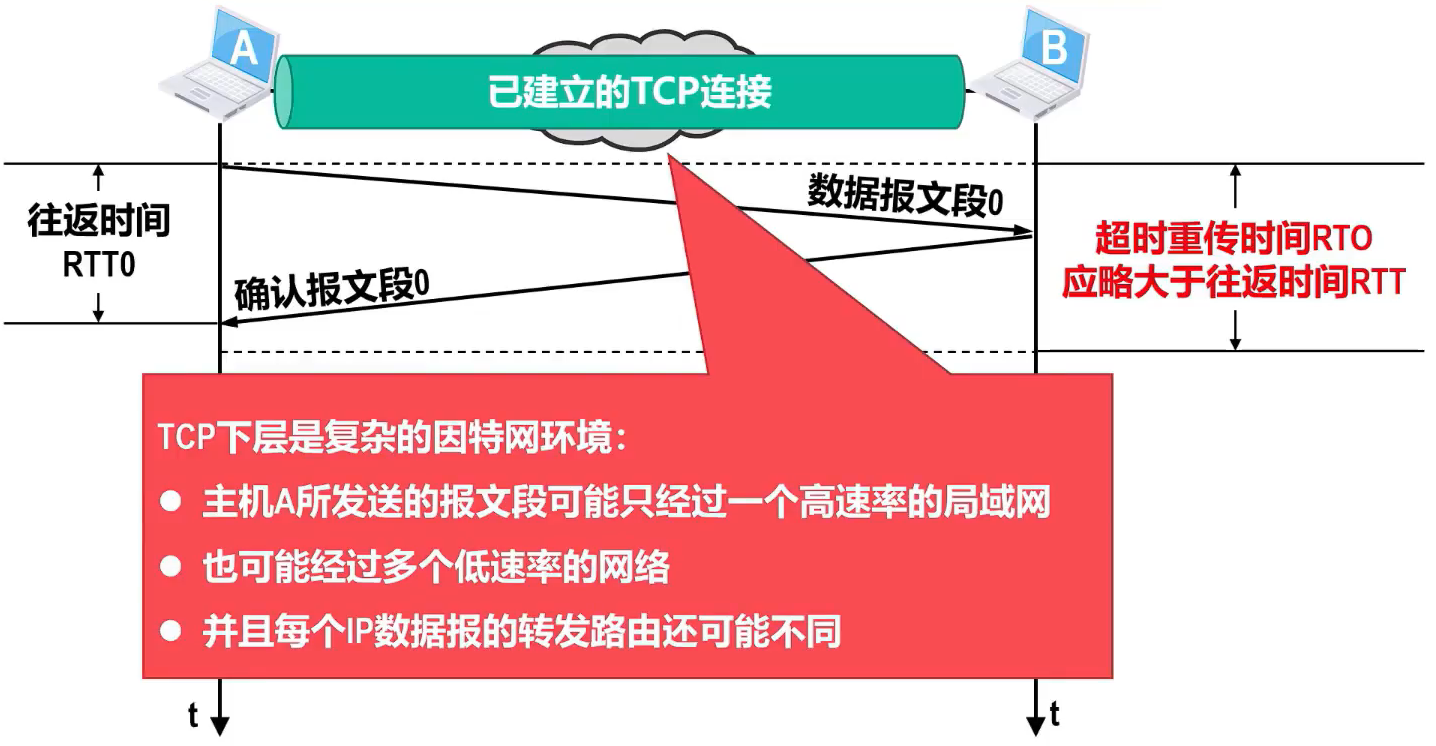 A
B
已建立的TCP连接
数据报文段0
往返时间
RTT0
确认报文段0
超时重传时间RTO
应略大于往返时间RTT
TCP下层是复杂的因特网环境：
● 主机A所发送的报文段可能只经过一个高速率的局域网
● 也可能经过多个低速率的网络
● 并且每个IP数据报的转发路由还可能不同
t
t